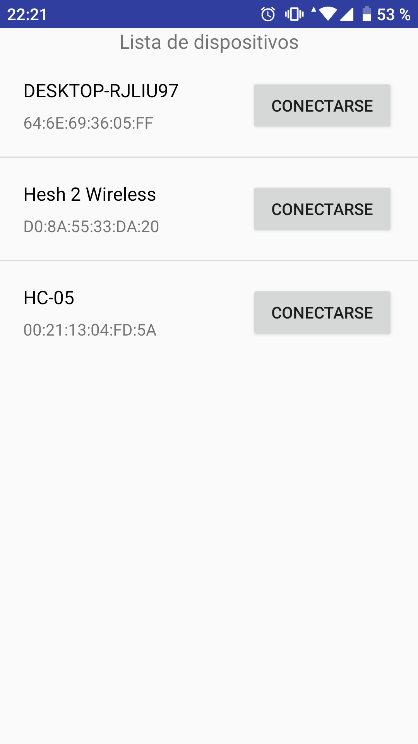 22:21
53 %
Lista de dispositivos
DESKTOP-RJLIU97
64:6E:69:36:05:FF
CONECTARSE
Hesh 2 Wireless
D0:8A:55:33:DA:20
CONECTARSE
HC-05
00:21:13:04:FD:5A
CONECTARSE